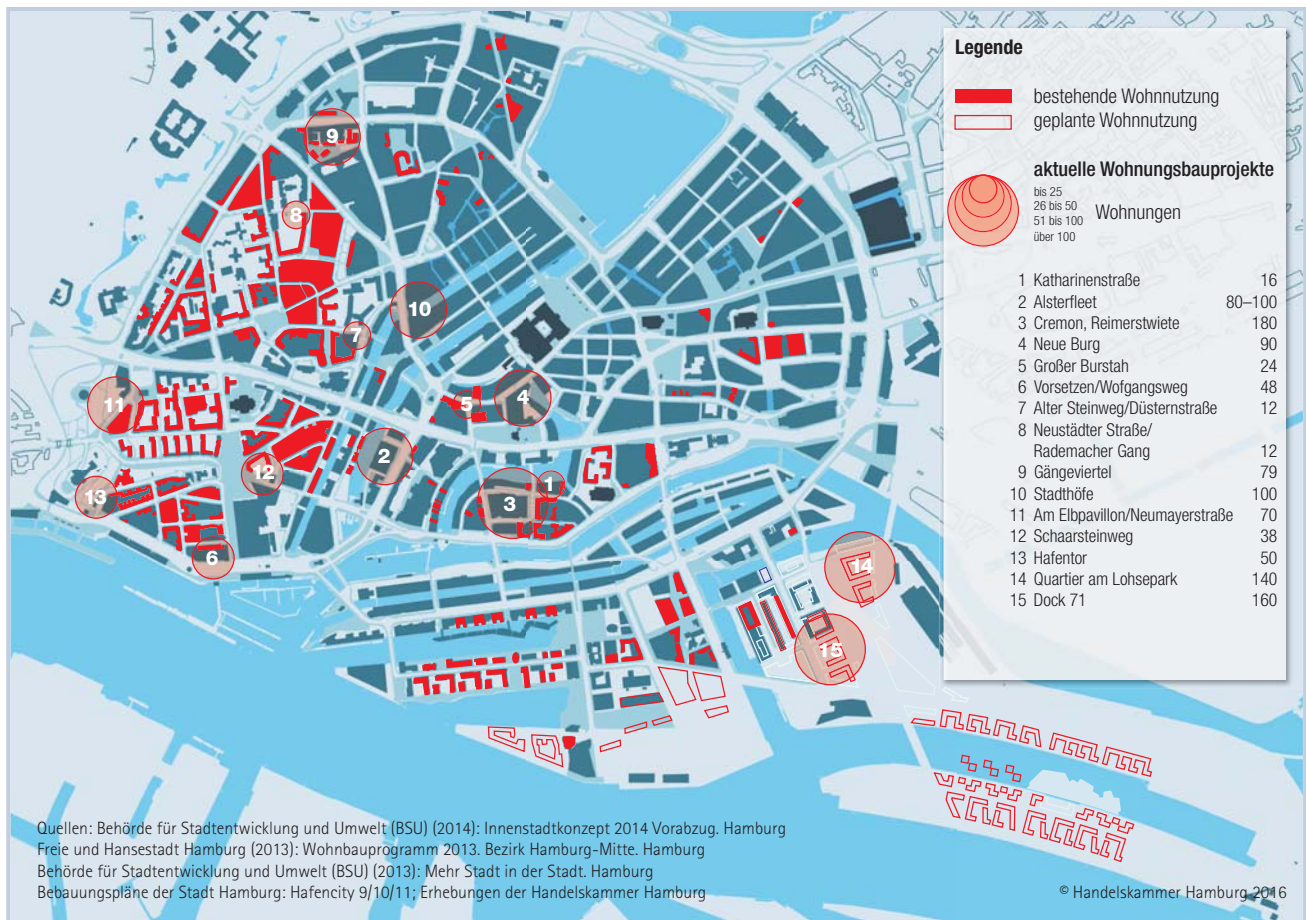 Legende
bestehende Wohnnutzung
geplante Wohnnutzung
aktuelle Wohnungsbauprojekte
bis 25
26 bis 50
51 bis 100
über 100
Wohnungen
1 Katharinenstraße 16
2 Alsterfleet 80–100
3 Cremon, Reimerstwiete 180
4 Neue Burg 90
5 Großer Burstah 24
6 Vorsetzen/Wofgangsweg 48
7 Alter Steinweg/Düsternstraße 12
8 Neustädter Straße/
Rademacher Gang 12
9 Gängeviertel 79
10 Stadthöfe 100
11 Am Elbpavillon/Neumayerstraße 70
12 Schaarsteinweg 38
13 Hafentor 50
14 Quartier am Lohsepark 140
15 Dock 71 160
9
8
10
7
11
5
4
2
12
13
3
1
6
14
15
Quellen: Behörde für Stadtentwicklung und Umwelt (BSU) (2014): Innenstadtkonzept 2014 Vorabzug. Hamburg
Freie und Hansestadt Hamburg (2013): Wohnbauprogramm 2013. Bezirk Hamburg-Mitte. Hamburg
Behörde für Stadtentwicklung und Umwelt (BSU) (2013): Mehr Stadt in der Stadt. Hamburg
Bebauungspläne der Stadt Hamburg: Hafencity 9/10/11; Erhebungen der Handelskammer Hamburg
© Handelskammer Hamburg 2016